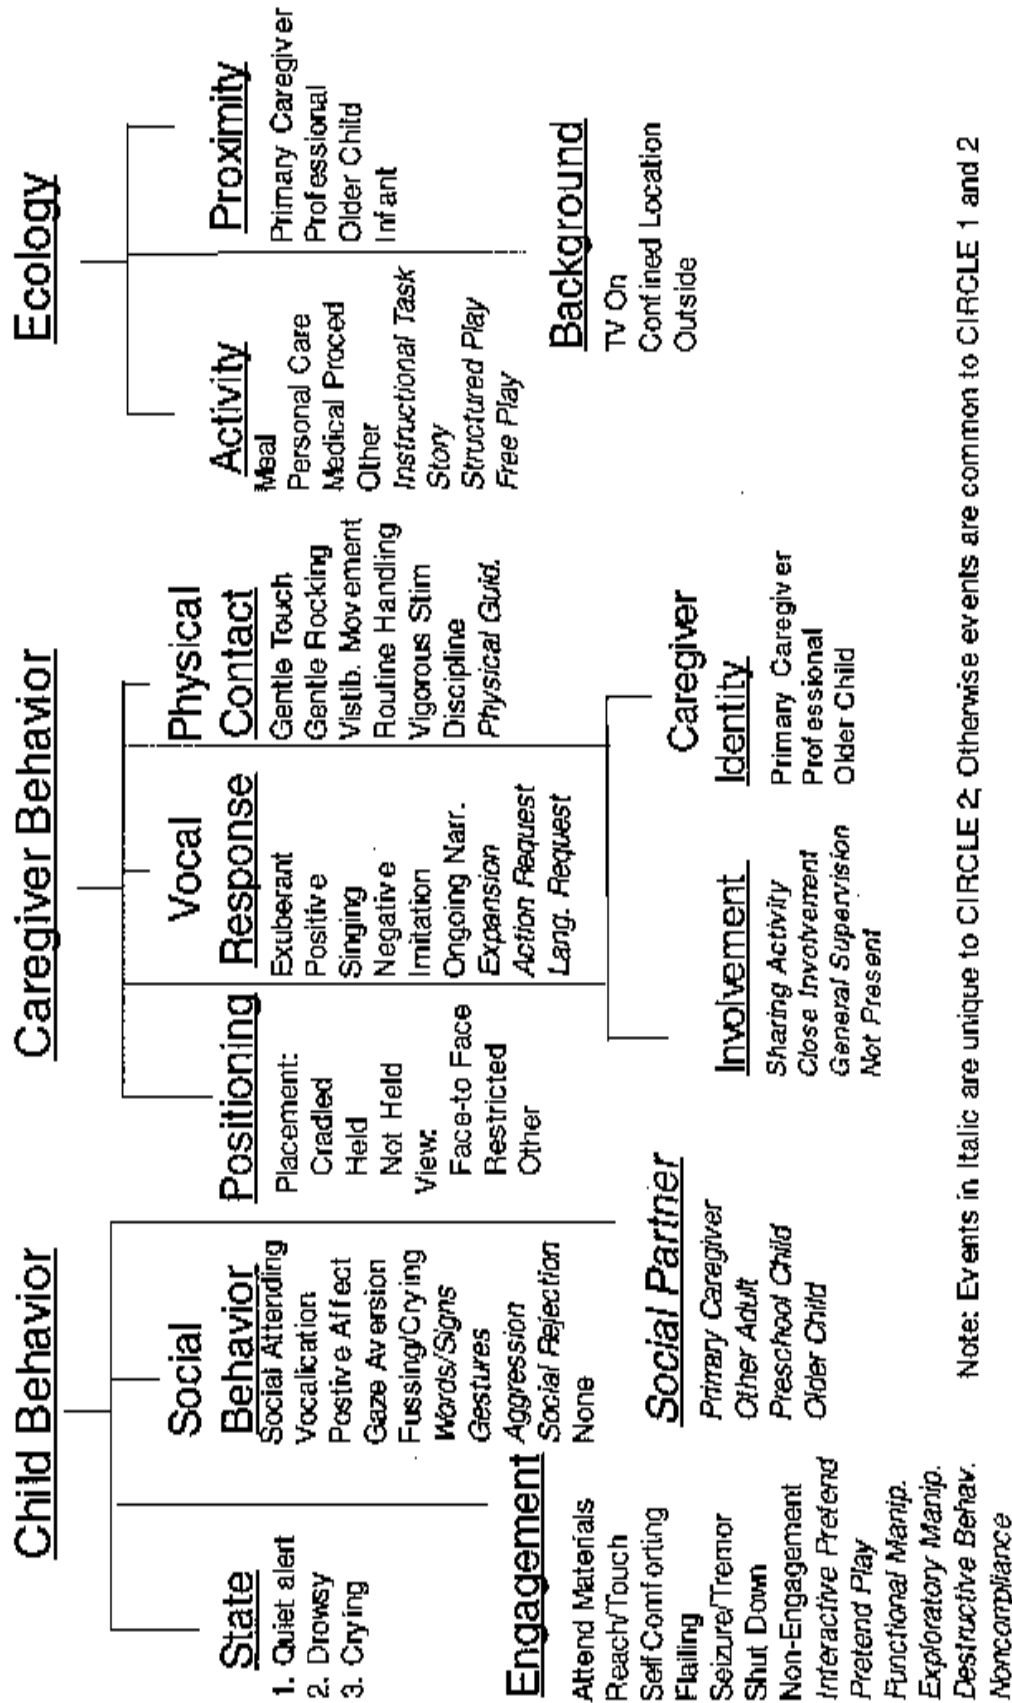 Child Behavior
State
1. Quiet alert
2. Drowsy
3. Crying
Social
Behavior
Social Attending
Vocalication
Postive Affect
Gaze Aversion
Fussing/Crying
Words/Signs
Gestures
Aggression
Social Rejection
None
Engagement
Attend Materials
Reach/Touch
Self Comforting
Flailing
Seizure/Tremor
Shut Down
Non-Engagement
Interactive Pretend
Pretend Play
Functional Manip.
Exploratory Manip.
Destructive Behav.
Noncompliance
Social Partner
Primary Caregiver
Other Adult
Preschool Child
Older Child
Caregiver Behavior
Positioning
Placement:
Cradled
Held
Not Held
View:
Face-to Face
Restricted
Other
Vocal
Response
Exuberant
Positive
Singing
Negative
Imitation
Ongoing Narr.
Expansion
Action Request
Lang. Request
Physical
Contact
Gentle Touch
Gentle Rocking
Vistib. Movement
Routine Handling
Vigorous Stim
Discipline
Physical Guid.
Involvement
Sharing Activity
Close Involvement
General Supervision
Not Present
Caregiver
Identity
Primary Caregiver
Professional
Older Child
Ecology
Activity
Meal
Personal Care
Medical Proced
Other
Instructional Task
Story
Structured Play
Free Play
Proximity
Primary Caregiver
Professional
Older Child
Infant
Background
TV On
Confined Location
Outside
Note: Events in Italic are unique to CIRCLE 2; Otherwise events are common to CIRCLE 1 and 2